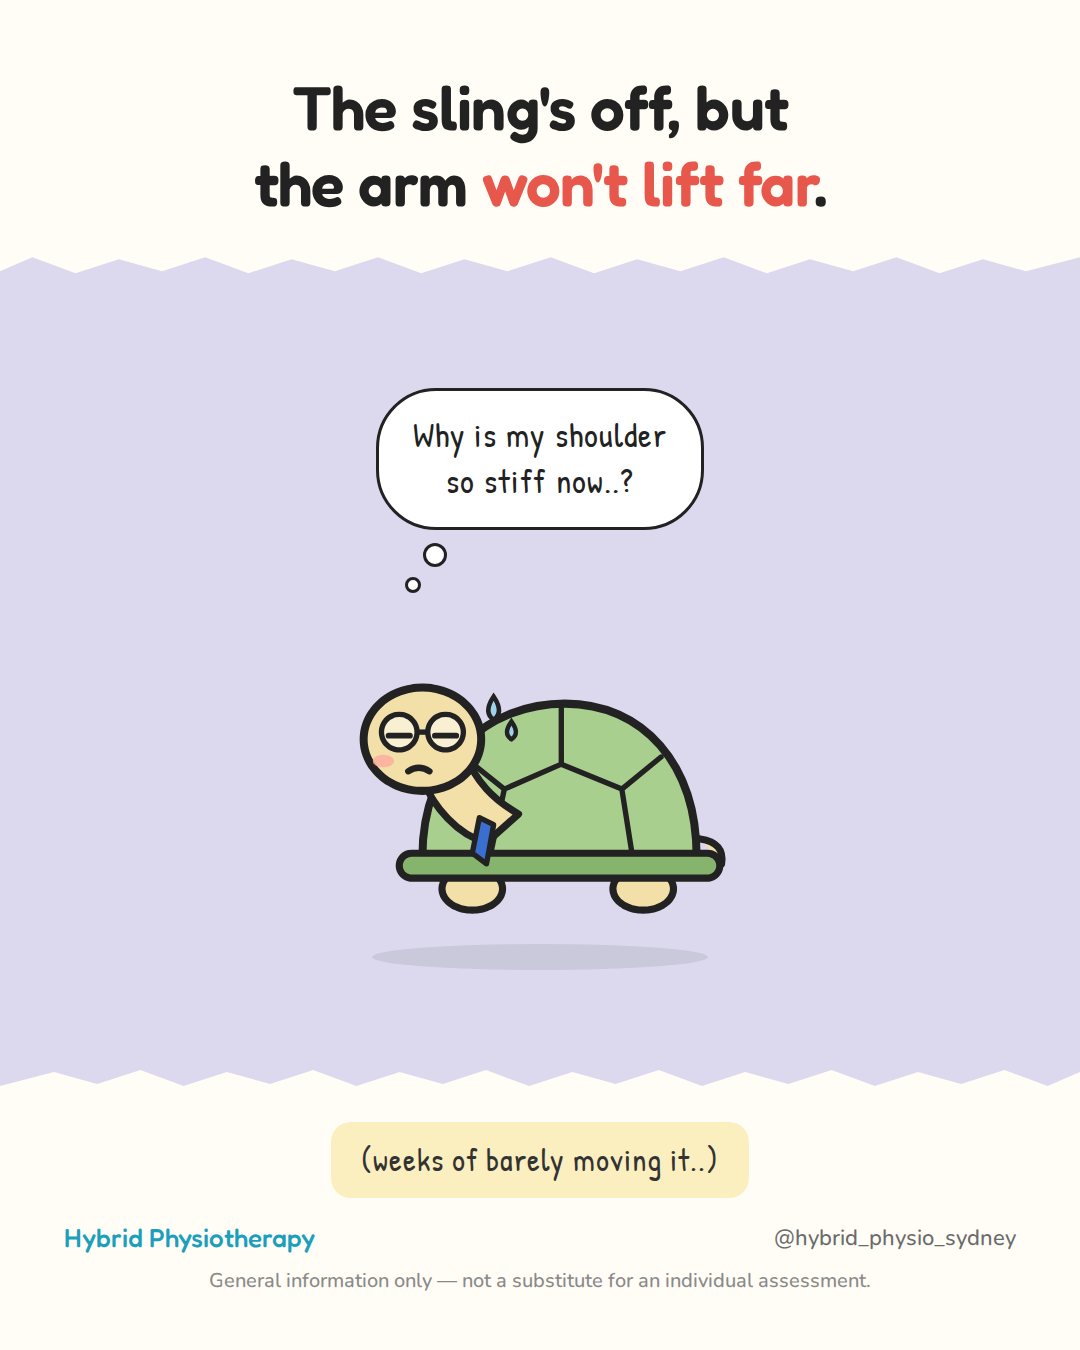 The sling's off, but
the arm won't lift far.
Why is my shoulder
so stiff now..?
(weeks of barely moving it..)
Hybrid Physiotherapy
@hybrid_physio_sydney
General information only — not a substitute for an individual assessment.